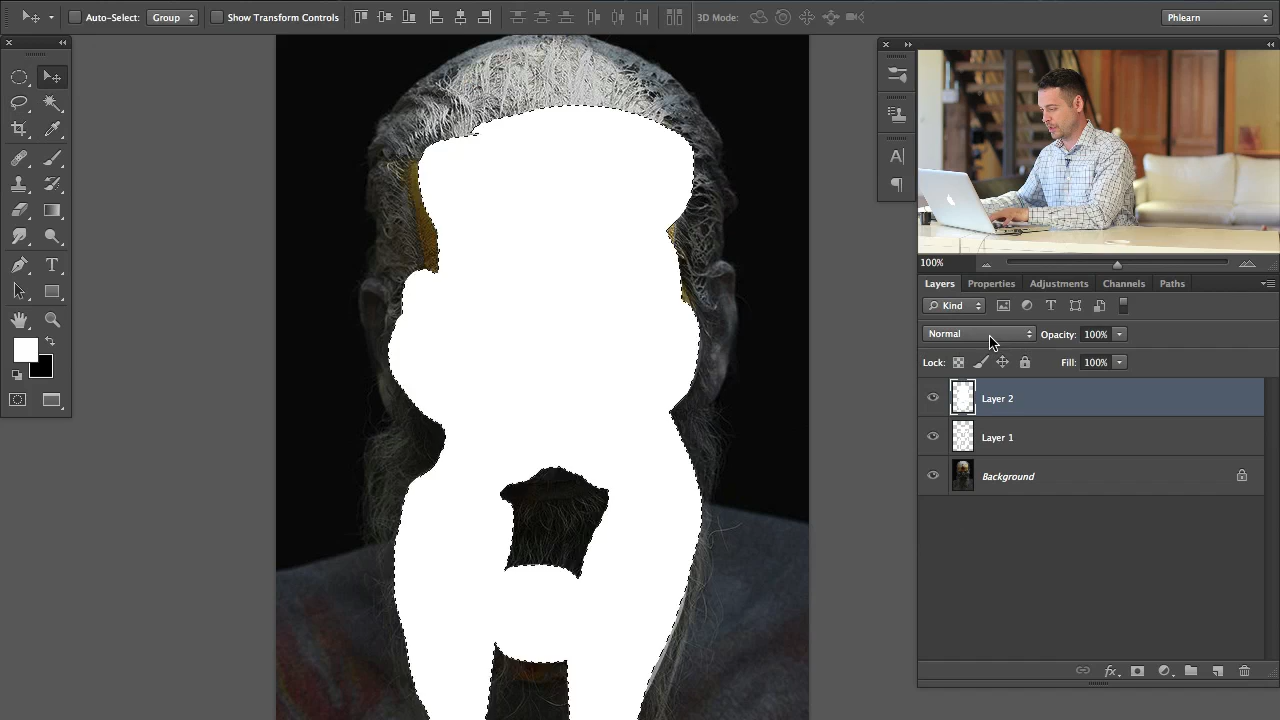 Auto-Select: Group Show Transform Controls 3D Mode: Phlearn
100%
Layers Properties Adjustments Channels Paths
Kind
Normal Opacity: 100%
Lock: Fill: 100%
Layer 2
Layer 1
Background